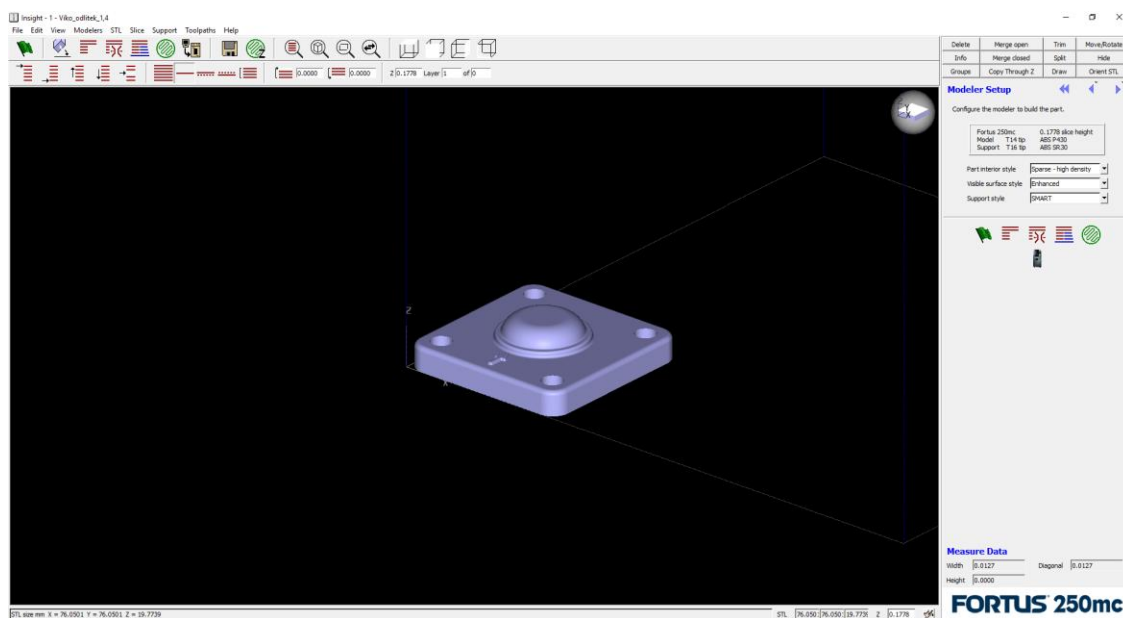 Insight - 1 - Viko_odlitek_1,4
File Edit View Modelers STL Slice Support Toolpaths Help
0.0000 0.0000 Z 0.1778 Layer 1 of 0
Delete Merge open Trim Move/Rotate
Info Merge closed Split Hide
Groups Copy Through Z Draw Orient STL
Modeler Setup
Configure the modeler to build the part.
Fortus 250mc 0.1778 slice height
Model T14 tip ABS P430
Support T16 tip ABS SR30
Part interior style Sparse - high density
Visible surface style Enhanced
Support style SMART
Y
X
Z
X
Measure Data
Width 0.0127 Diagonal 0.0127
Height 0.0000
FORTUS 250mc
STL size mm X = 76.0501 Y = 76.0501 Z = 19.7739 STL 76.050:76.050:19.773 Z 0.1778